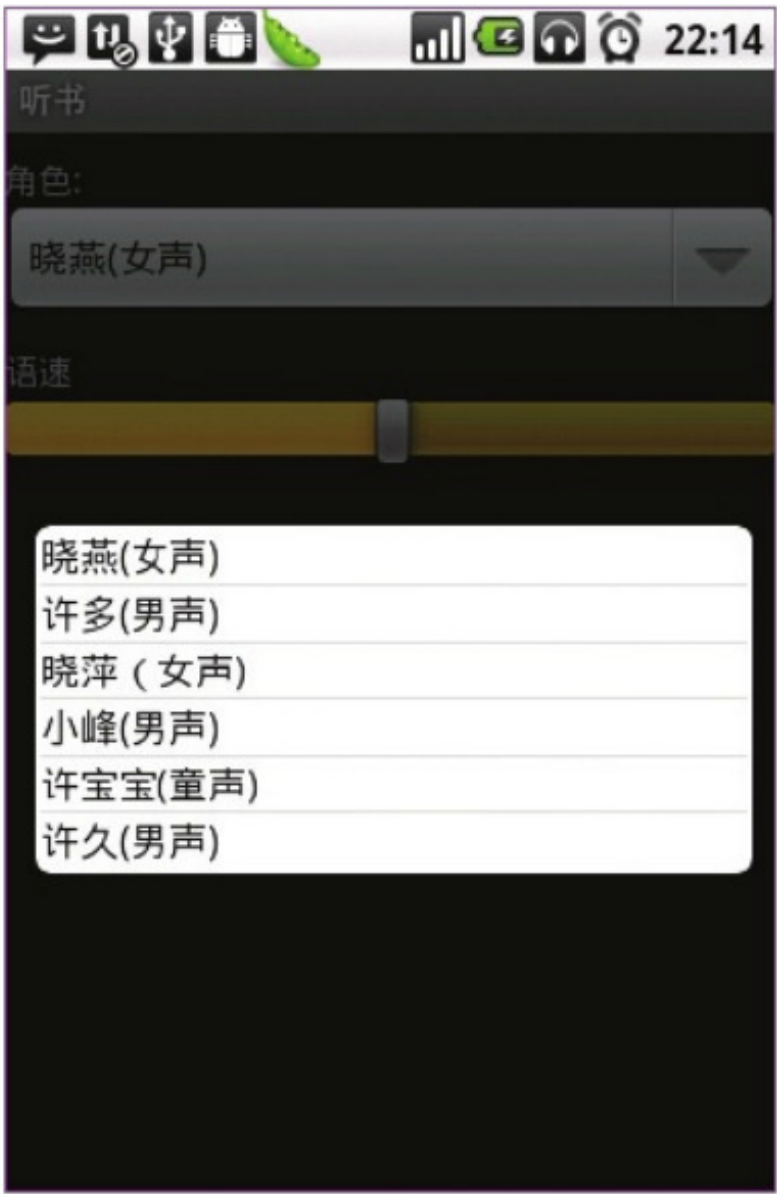 22:14
听书
角色:
晓燕(女声)
语速
晓燕(女声)
许多(男声)
晓萍（女声)
小峰(男声)
许宝宝(童声)
许久(男声)